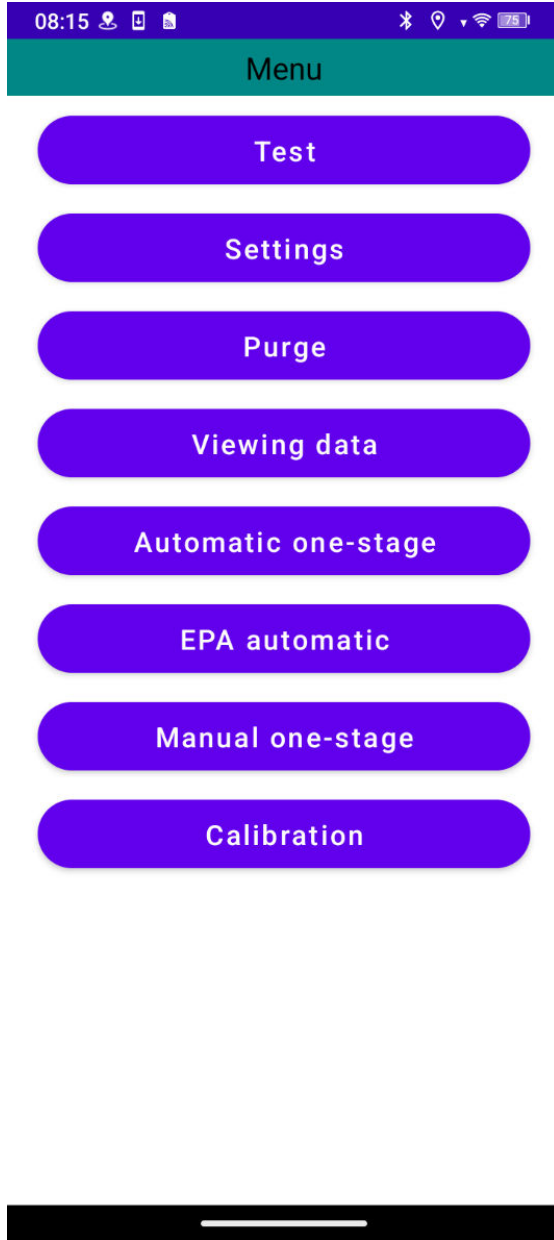 08:15
75
Menu
Test
Settings
Purge
Viewing data
Automatic one-stage
EPA automatic
Manual one-stage
Calibration